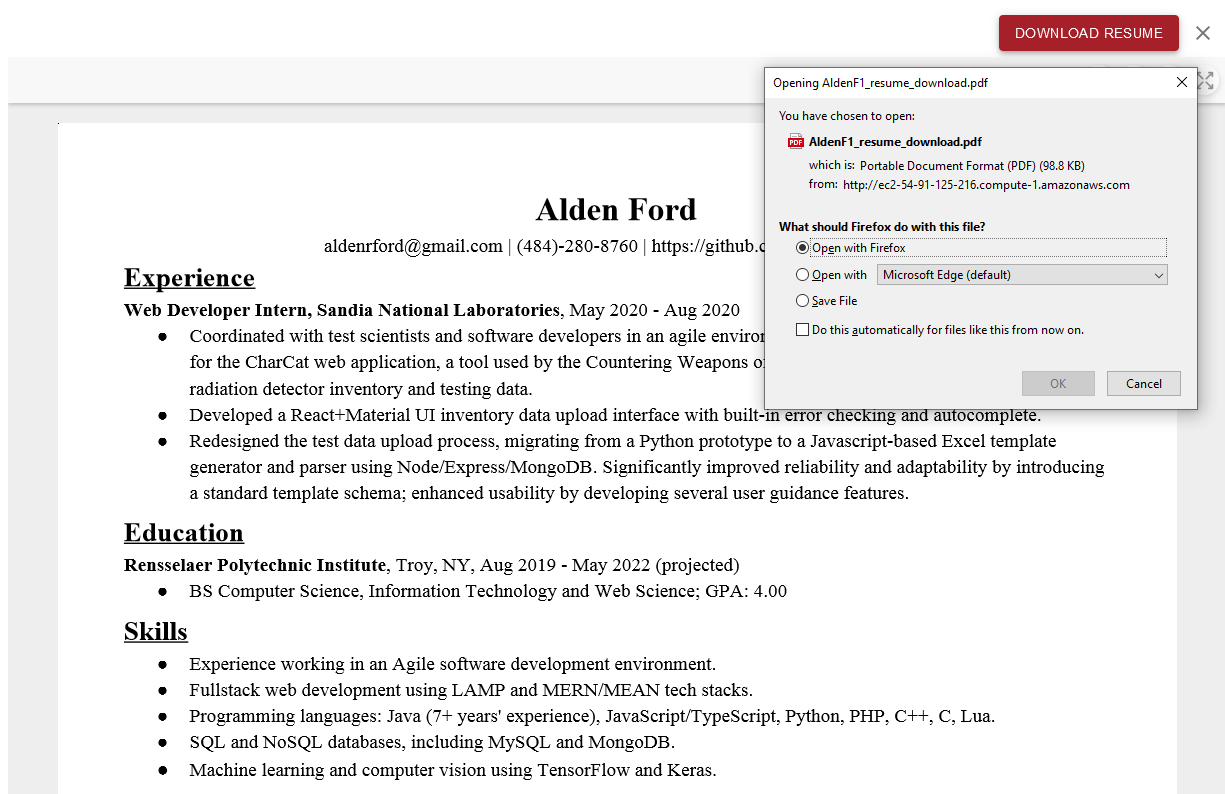 DOWNLOAD RESUME
Opening AldenF1_resume_download.pdf
You have chosen to open:
PDF
AldenF1_resume_download.pdf
which is: Portable Document Format (PDF) (98.8 KB)
from: http://ec2-54-91-125-216.compute-1.amazonaws.com
What should Firefox do with this file?
Open with Firefox
Open with Microsoft Edge (default)
Save File
Do this automatically for files like this from now on.
OK Cancel
Alden Ford
aldenrford@gmail.com | (484)-280-8760 | https://github.c
Experience
Web Developer Intern, Sandia National Laboratories, May 2020 - Aug 2020
● Coordinated with test scientists and software developers in an agile environ
for the CharCat web application, a tool used by the Countering Weapons o
radiation detector inventory and testing data.
● Developed a React+Material UI inventory data upload interface with built-in error checking and autocomplete.
● Redesigned the test data upload process, migrating from a Python prototype to a Javascript-based Excel template
generator and parser using Node/Express/MongoDB. Significantly improved reliability and adaptability by introducing
a standard template schema; enhanced usability by developing several user guidance features.
Education
Rensselaer Polytechnic Institute, Troy, NY, Aug 2019 - May 2022 (projected)
● BS Computer Science, Information Technology and Web Science; GPA: 4.00
Skills
● Experience working in an Agile software development environment.
● Fullstack web development using LAMP and MERN/MEAN tech stacks.
● Programming languages: Java (7+ years' experience), JavaScript/TypeScript, Python, PHP, C++, C, Lua.
● SQL and NoSQL databases, including MySQL and MongoDB.
● Machine learning and computer vision using TensorFlow and Keras.